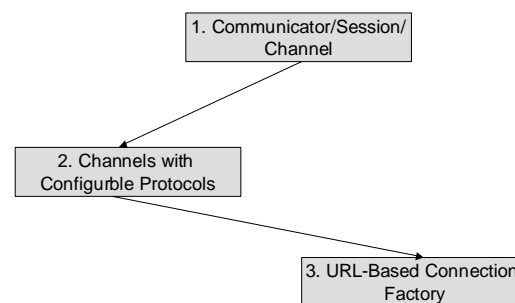 1. Communicator/Session/
Channel
2. Channels with
Configurble Protocols
3. URL-Based Connection
Factory